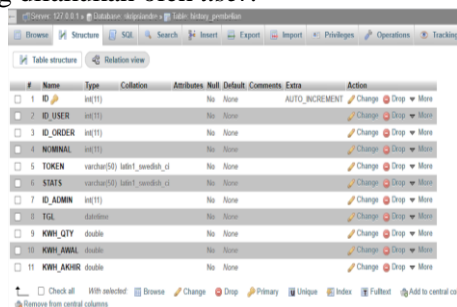 digunakan oleh user.
Server: 127.0.0.1 » Database: skripsiandre » Table: history_pembelian
Browse Structure SQL Search Insert Export Import Privileges Operations Tracking
Table structure Relation view
# Name Type Collation Attributes Null Default Comments Extra Action
1 ID int(11) No None AUTO_INCREMENT Change Drop More
2 ID_USER int(11) No None Change Drop More
3 ID_ORDER int(11) No None Change Drop More
4 NOMINAL int(11) No None Change Drop More
5 TOKEN varchar(50) latin1_swedish_ci No None Change Drop More
6 STATS varchar(50) latin1_swedish_ci No None Change Drop More
7 ID_ADMIN int(11) No None Change Drop More
8 TGL datetime No None Change Drop More
9 KWH_QTY double No None Change Drop More
10 KWH_AWAL double No None Change Drop More
11 KWH_AKHIR double No None Change Drop More
Check all With selected: Browse Change Drop Primary Unique Index Fulltext Add to central co
Remove from central columns